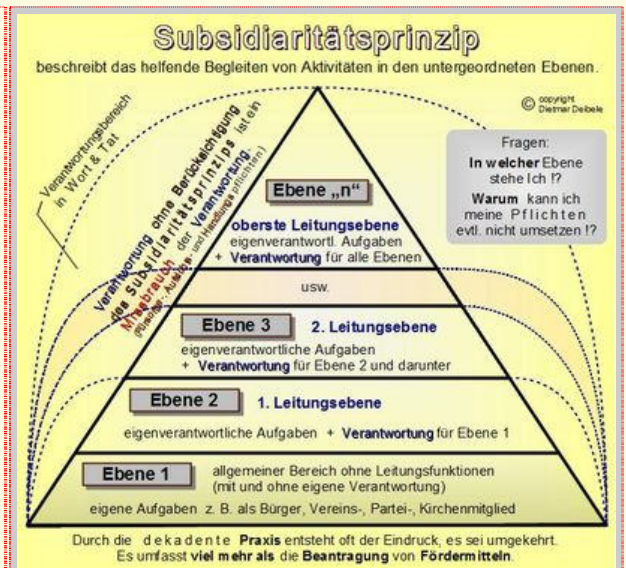 Subsidiaritätsprinzip
beschreibt das helfende Begleiten von Aktivitäten in den untergeordneten Ebenen.
© copyright
Dietmar Deibele
Verantwortungsbereich
in Wort & Tat
Verantwortung ohne Berückeichtigung
des Subsidiaritätsprinzips ist ein
Missbrauch der Verantwortung.
(Fürsorge-, Aufsichts- und Handlungspflichten)
Fragen:
In welcher Ebene
stehe Ich !?
Warum kann ich
meine Pflichten
evtl. nicht umsetzen !?
Ebene „n"
oberste Leitungsebene
eigenverantwortl. Aufgaben
+ Verantwortung für alle Ebenen
usw.
Ebene 3 2. Leitungsebene
eigenverantwortliche Aufgaben
+ Verantwortung für Ebene 2 und darunter
Ebene 2 1. Leitungsebene
eigenverantwortliche Aufgaben + Verantwortung für Ebene 1
Ebene 1 allgemeiner Bereich ohne Leitungsfunktionen
(mit und ohne eigene Verantwortung)
eigene Aufgaben z. B. als Bürger, Vereins-, Partei-, Kirchenmitglied
Durch die dekadente Praxis entsteht oft der Eindruck, es sei umgekehrt.
Es umfasst viel mehr als die Beantragung von Fördermitteln.